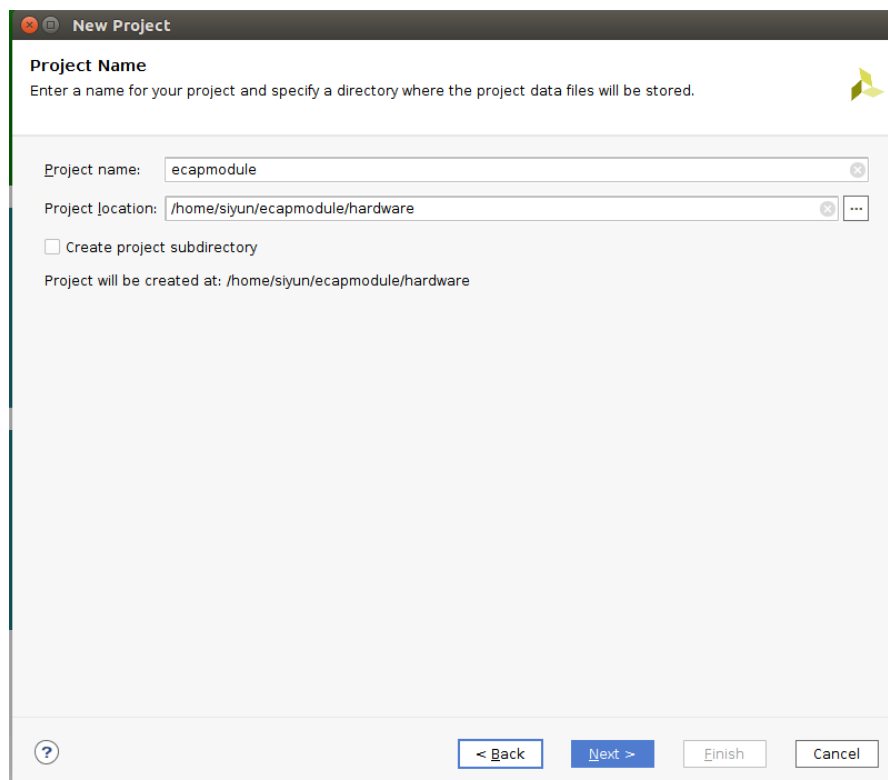 New Project
Project Name
Enter a name for your project and specify a directory where the project data files will be stored.
Project name: ecapmodule
Project location: /home/siyun/ecapmodule/hardware ...
Create project subdirectory
Project will be created at: /home/siyun/ecapmodule/hardware
? < Back Next > Finish Cancel